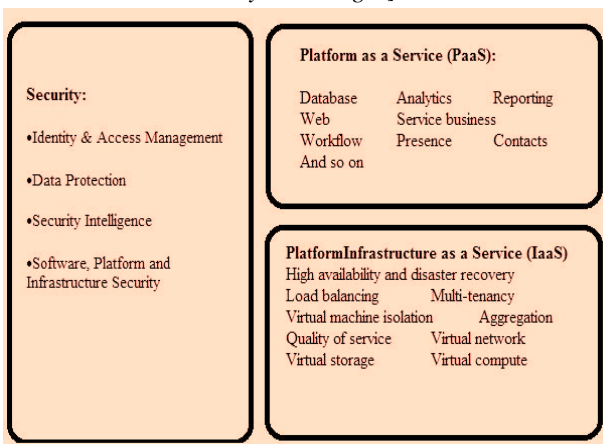 Security:
•Identity & Access Management
•Data Protection
•Security Intelligence
•Software, Platform and
Infrastructure Security
Platform as a Service (PaaS):
Database Analytics Reporting
Web Service business
Workflow Presence Contacts
And so on
PlatformInfrastructure as a Service (IaaS)
High availability and disaster recovery
Load balancing Multi-tenancy
Virtual machine isolation Aggregation
Quality of service Virtual network
Virtual storage Virtual compute